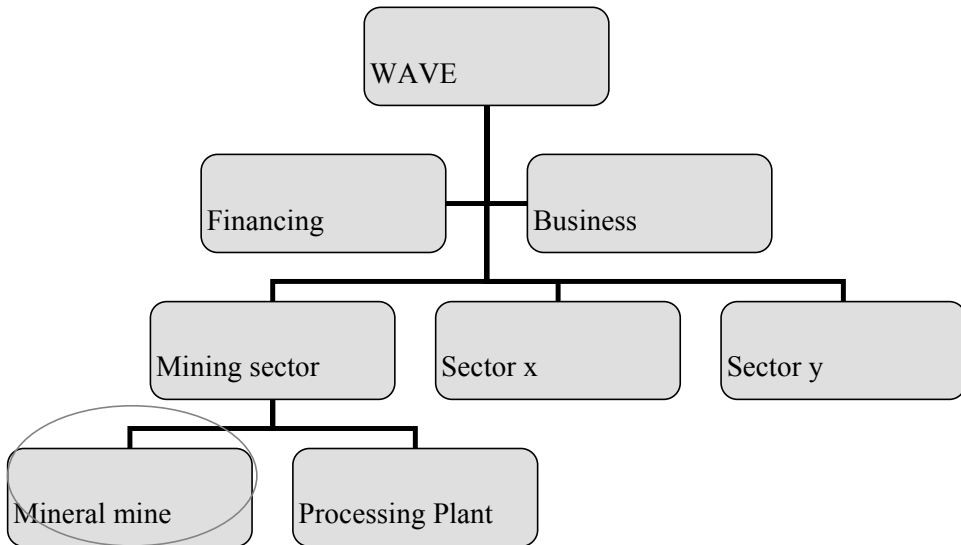 WAVE
Financing
Business
Mining sector
Sector x
Sector y
Mineral mine
Processing Plant